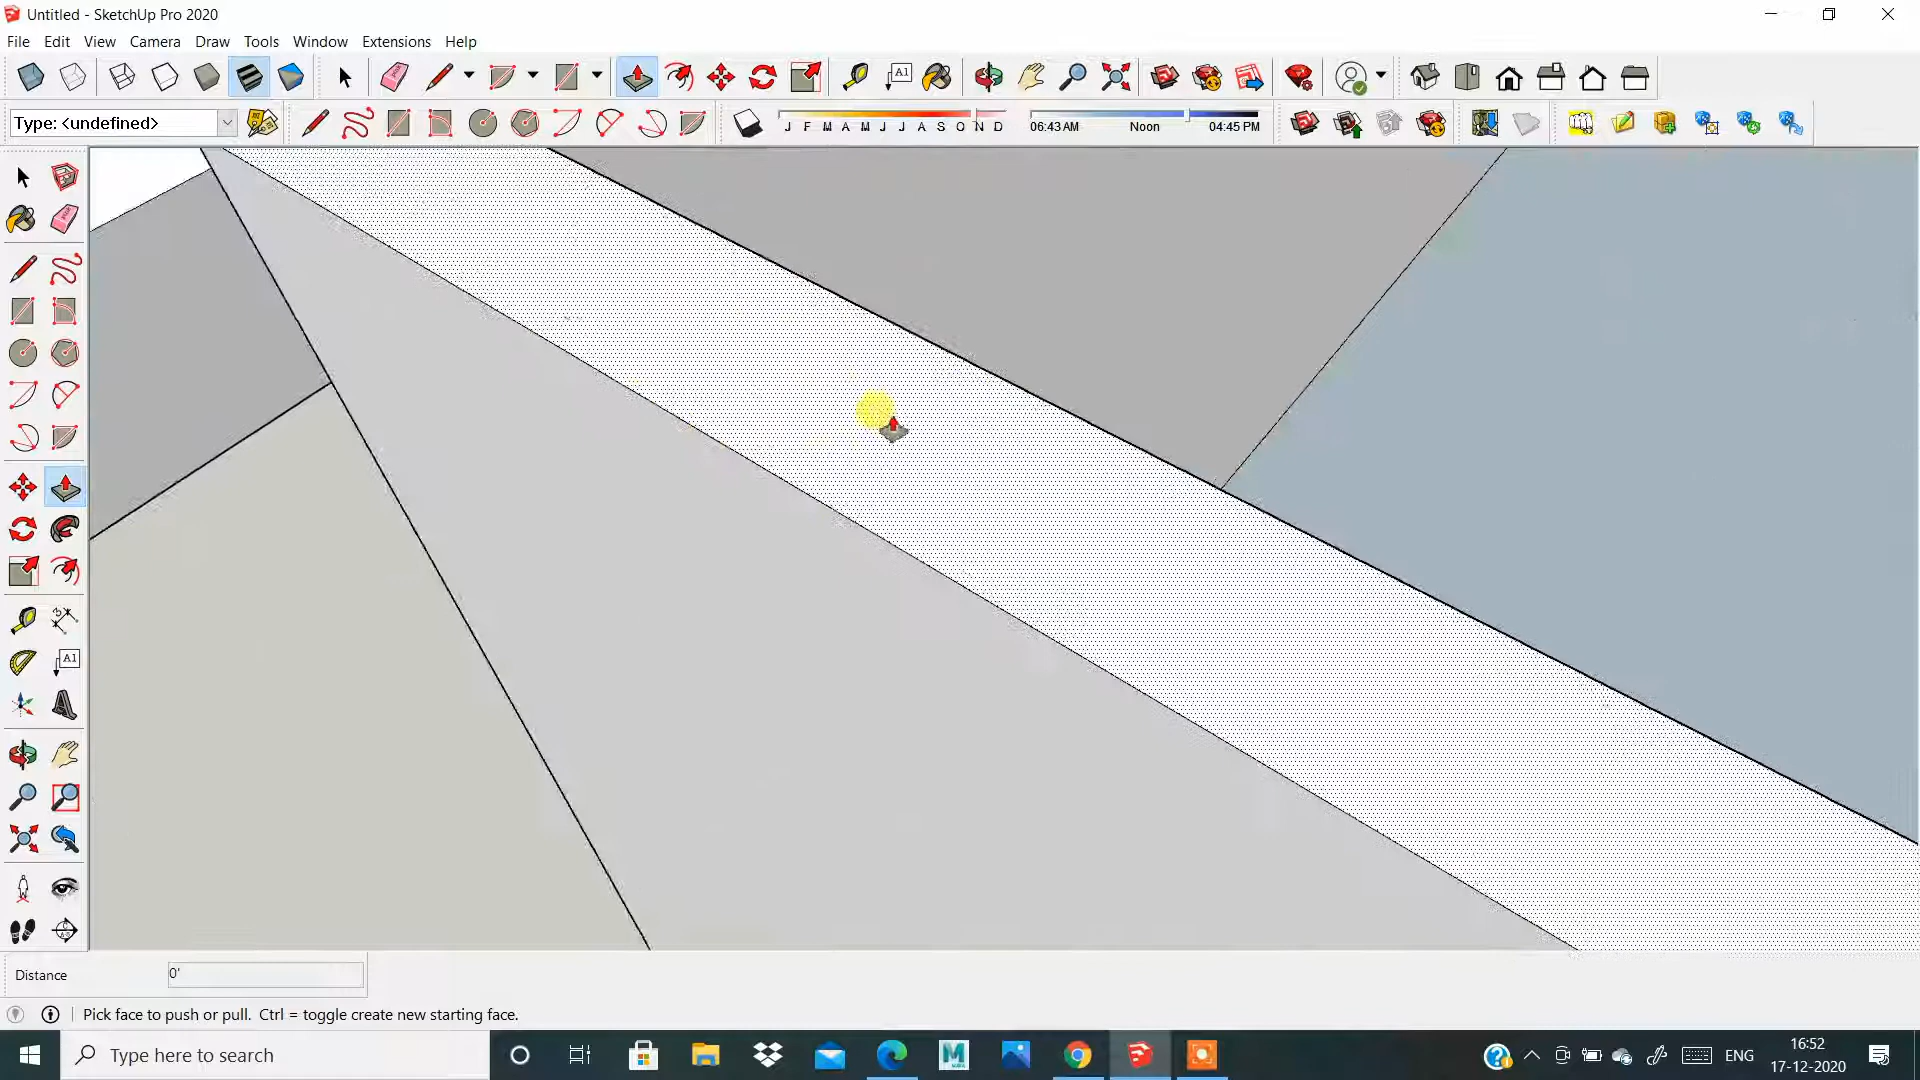 Untitled - SketchUp Pro 2020
File Edit View Camera Draw Tools Window Extensions Help
A1
Type: <undefined>
J F M A M J J A S O N D
06:43 AM Noon 04:45 PM
A1
Distance 0'
Pick face to push or pull. Ctrl = toggle create new starting face.
Type here to search
ENG
16:52
17-12-2020